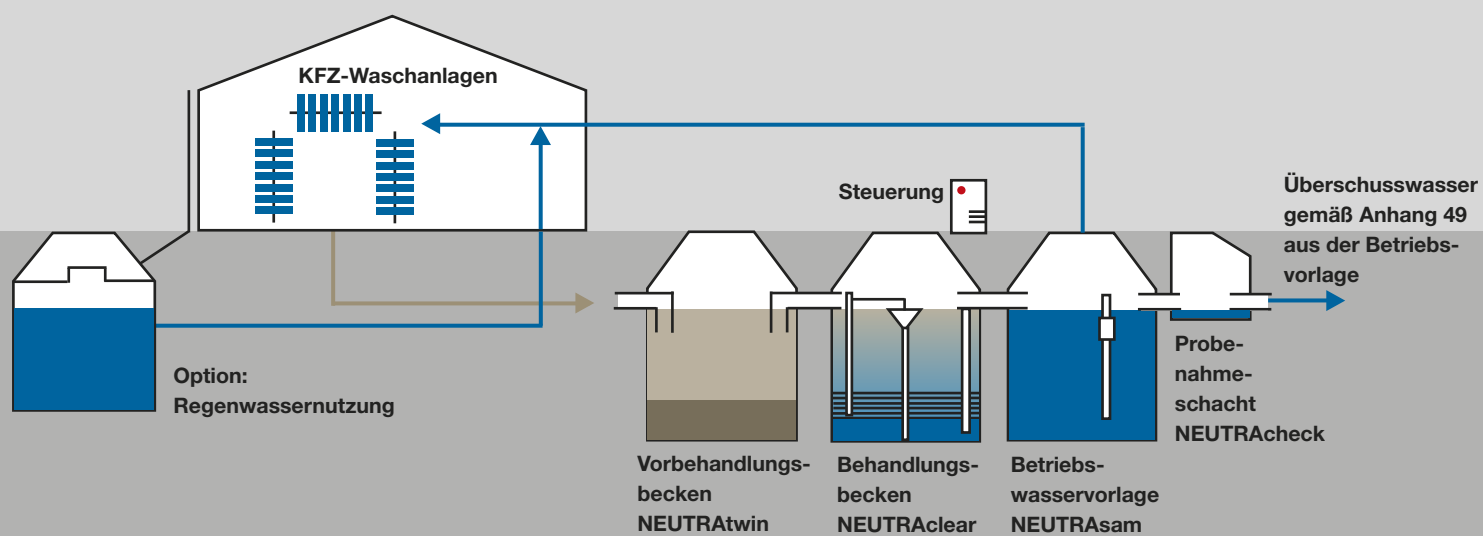 KFZ-Waschanlagen
Steuerung
Überschusswasser
gemäß Anhang 49
aus der Betriebs-
vorlage
Option:
Regenwassernutzung
Vorbehandlungs-
becken
NEUTRAtwin
Behandlungs-
becken
NEUTRAclear
Betriebs-
wasservorlage
NEUTRAsam
Probe-
nahme-
schacht
NEUTRAcheck